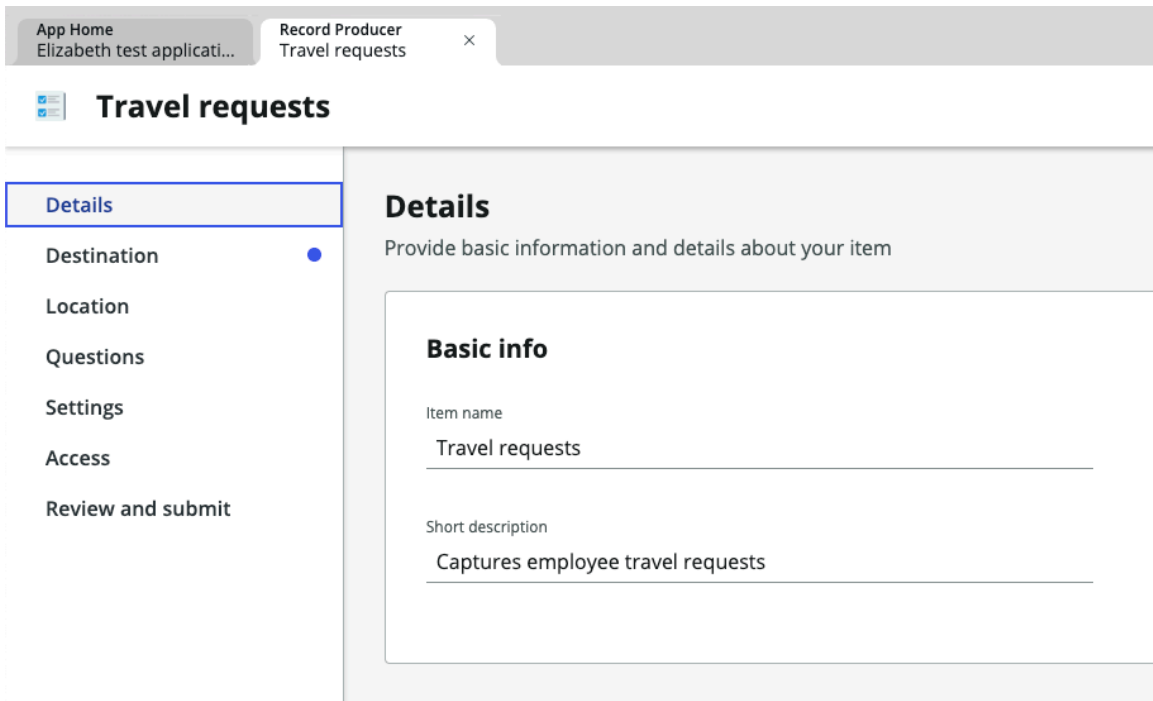 App Home
Elizabeth test applicati...
Record Producer
Travel requests
Travel requests
Details
Destination
Location
Questions
Settings
Access
Review and submit
Details
Provide basic information and details about your item
Basic info
Item name
Travel requests
Short description
Captures employee travel requests